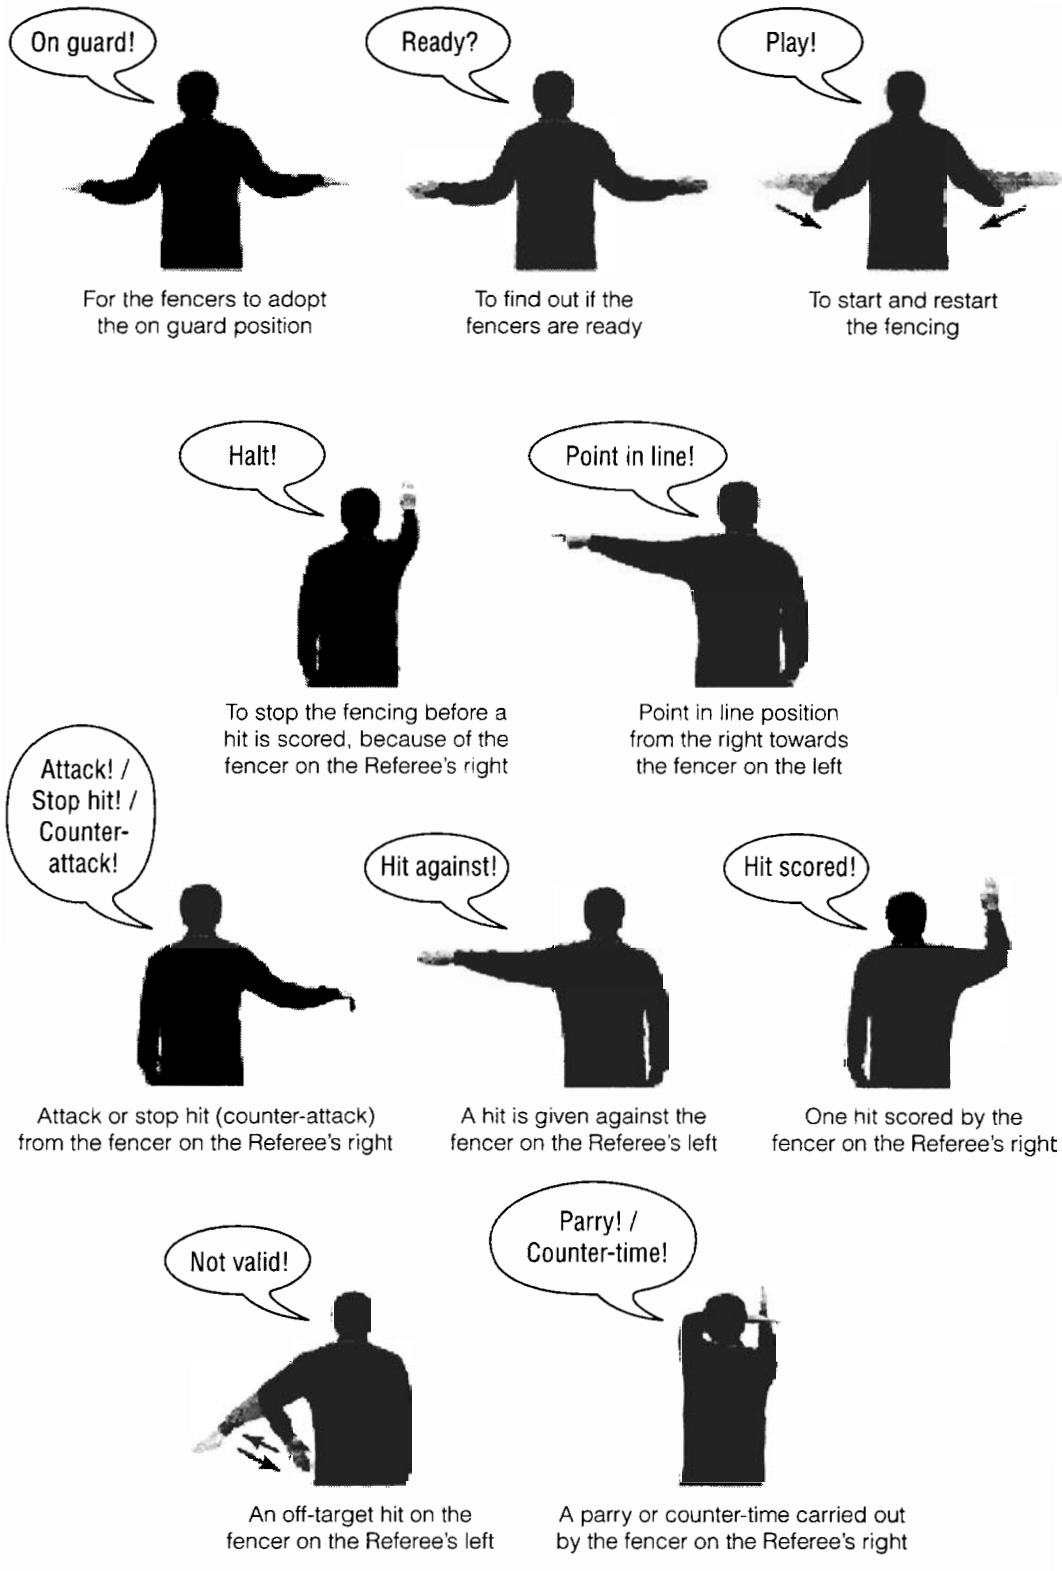 On guard!
Ready?
Play!
For the fencers to adopt
the on guard position
To find out if the
fencers are ready
To start and restart
the fencing
Halt!
Point in line!
To stop the fencing before a
hit is scored, because of the
fencer on the Referee's right
Point in line position
from the right towards
the fencer on the left
Attack! /
Stop hit! /
Counter-
attack!
Hit against!
Hit scored!
Attack or stop hit (counter-attack)
from the fencer on the Referee's right
A hit is given against the
fencer on the Referee's left
One hit scored by the
fencer on the Referee's right
Not valid!
Parry! /
Counter-time!
An off-target hit on the
fencer on the Referee's left
A parry or counter-time carried out
by the fencer on the Referee's right